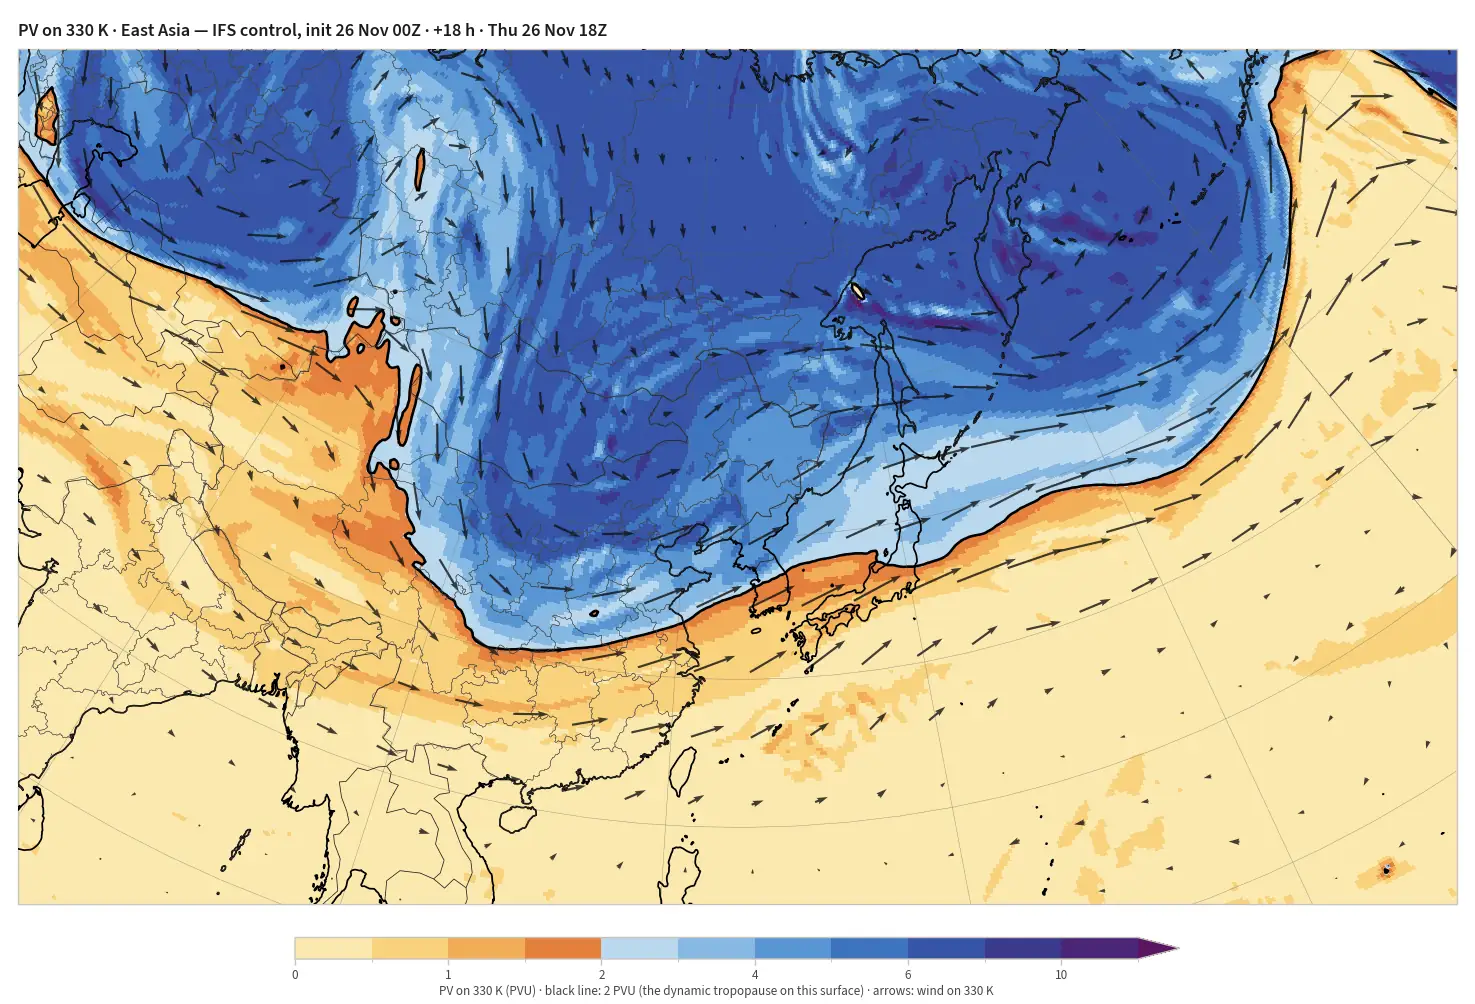 PV on 330 K · East Asia — IFS control, init 26 Nov 00Z · +18 h · Thu 26 Nov 18Z
0 1 2 4 6 10
PV on 330 K (PVU) · black line: 2 PVU (the dynamic tropopause on this surface) · arrows: wind on 330 K